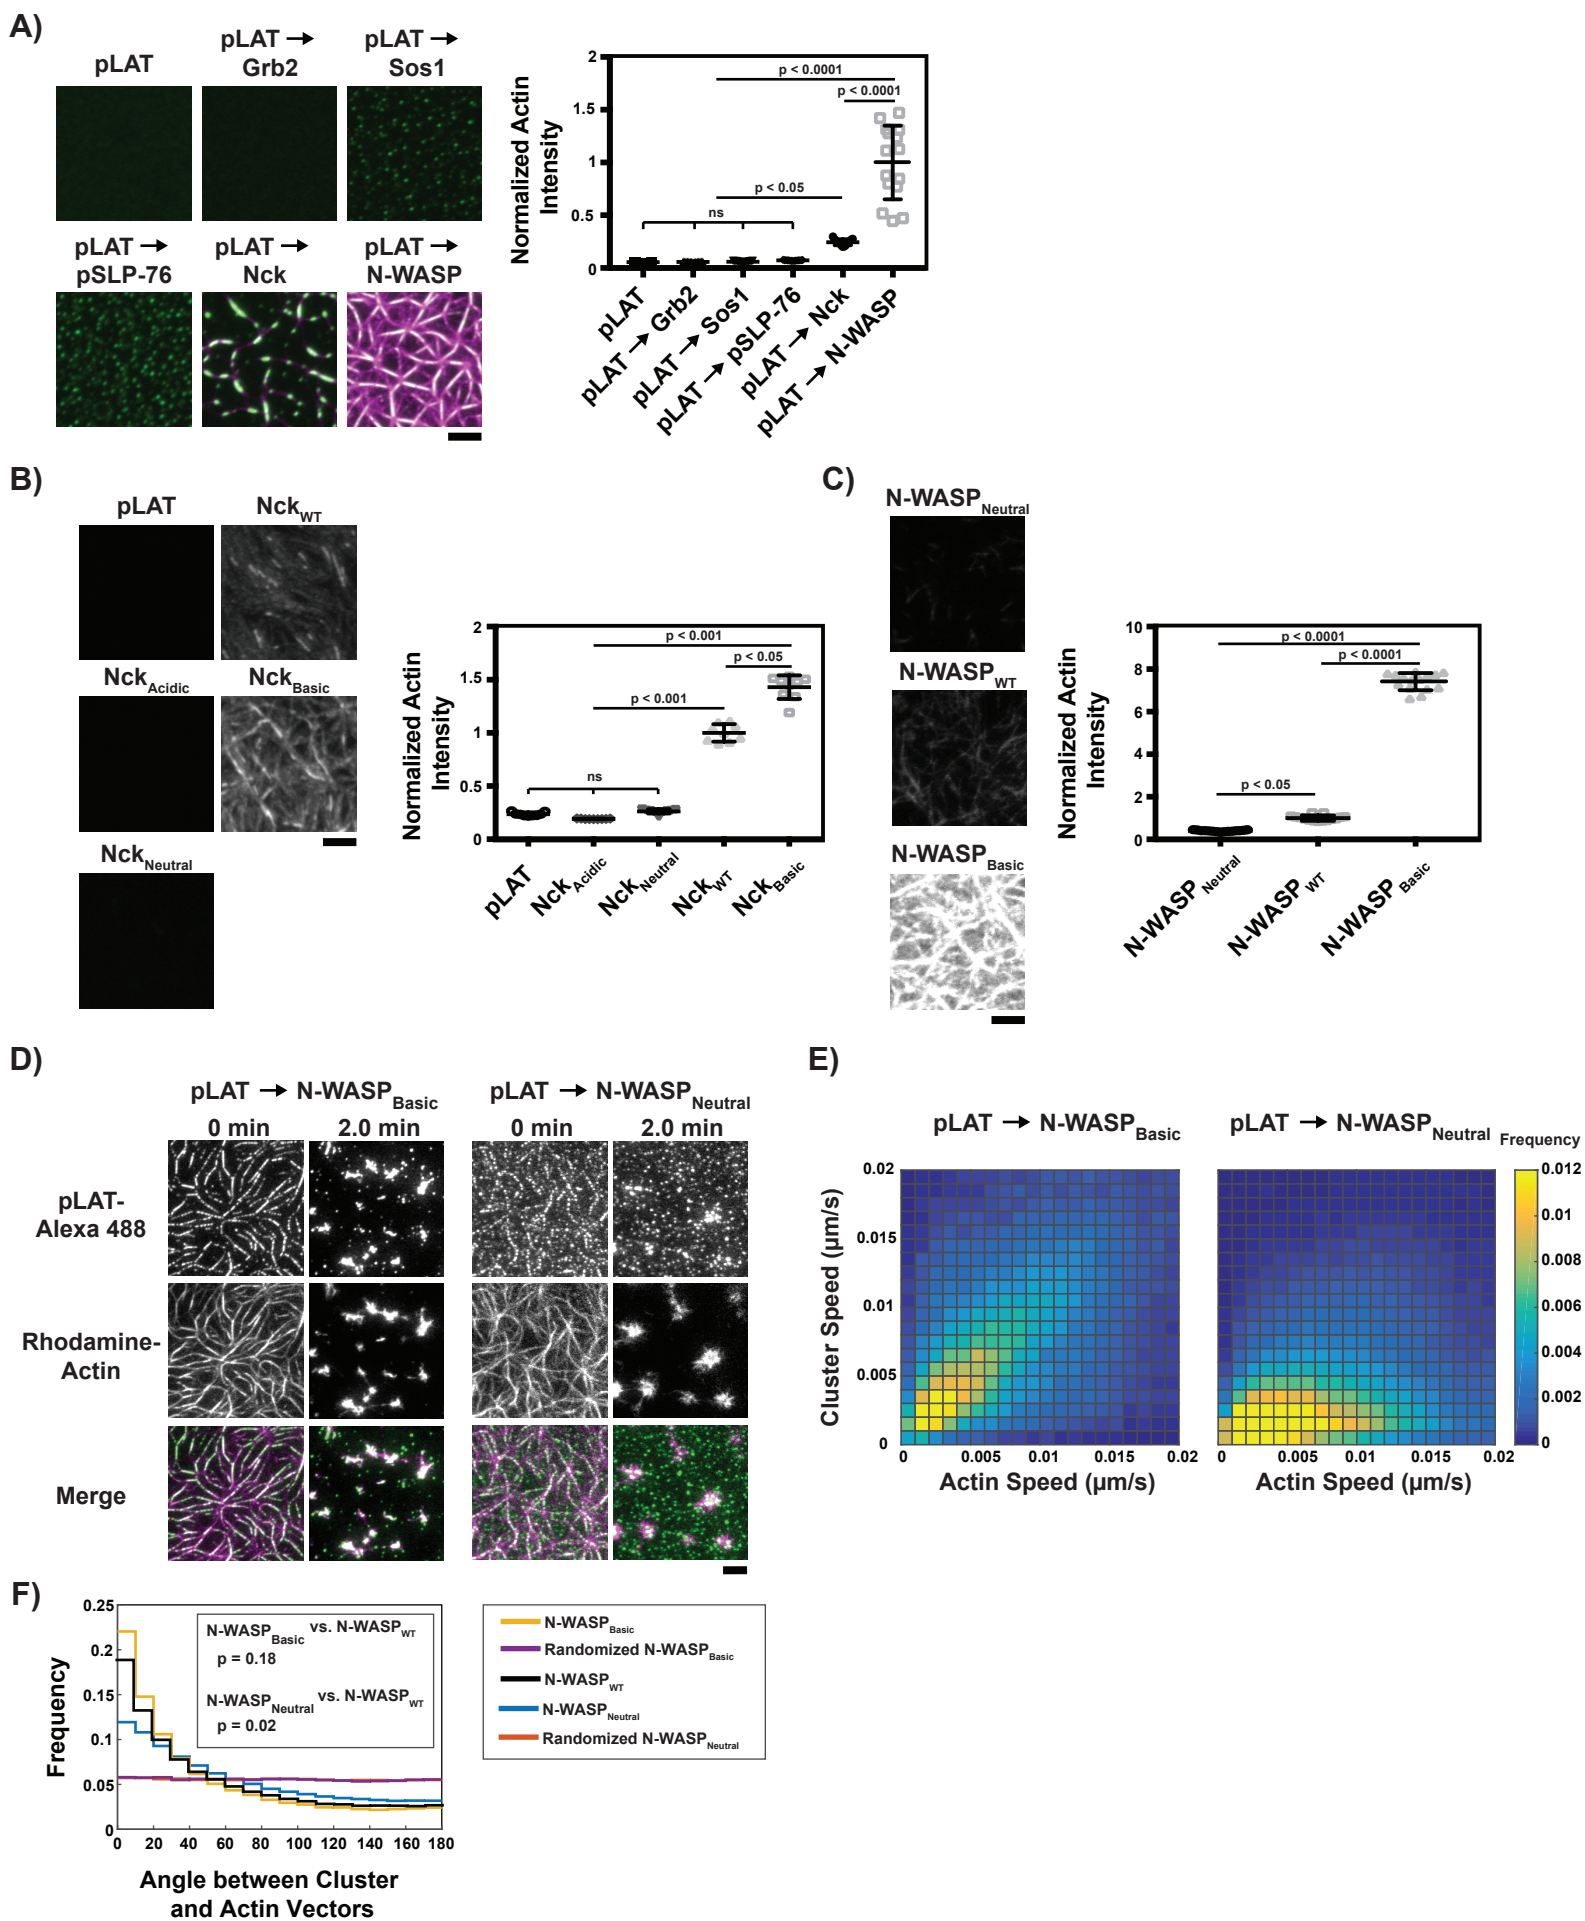 A)
pLAT
pLAT → Grb2
pLAT → Sos1
pLAT → pSLP-76
pLAT → Nck
pLAT → N-WASP
Normalized Actin
Intensity
2
1.5
1
0.5
0
p < 0.0001
p < 0.0001
p < 0.05
ns
pLAT
pLAT → Grb2
pLAT → Sos1
pLAT → pSLP-76
pLAT → Nck
pLAT → N-WASP
B)
pLAT
NckWT
NckAcidic
NckBasic
NckNeutral
Normalized Actin
Intensity
2
1.5
1
0.5
0
p < 0.001
p < 0.05
p < 0.001
ns
pLAT
NckAcidic
NckNeutral
NckWT
NckBasic
C)
N-WASPNeutral
N-WASPWT
N-WASPBasic
Normalized Actin
Intensity
10
8
6
4
2
0
p < 0.0001
p < 0.0001
p < 0.05
N-WASPNeutral
N-WASPWT
N-WASPBasic
D)
pLAT → N-WASPBasic
pLAT → N-WASPNeutral
0 min 2.0 min 0 min 2.0 min
pLAT-
Alexa 488
Rhodamine-
Actin
Merge
E)
pLAT → N-WASPBasic
pLAT → N-WASPNeutral
Frequency
Cluster Speed (µm/s)
0.02
0.015
0.01
0.005
0
0 0.005 0.01 0.015 0.02
Actin Speed (µm/s)
0 0.005 0.01 0.015 0.02
Actin Speed (µm/s)
0.012
0.01
0.008
0.006
0.004
0.002
0
F)
Frequency
0.25
0.2
0.15
0.1
0.05
0
N-WASPBasic vs. N-WASPWT
p = 0.18
N-WASPNeutral vs. N-WASPWT
p = 0.02
0 20 40 60 80 100 120 140 160 180
Angle between Cluster
and Actin Vectors
N-WASPBasic
Randomized N-WASPBasic
N-WASPWT
N-WASPNeutral
Randomized N-WASPNeutral